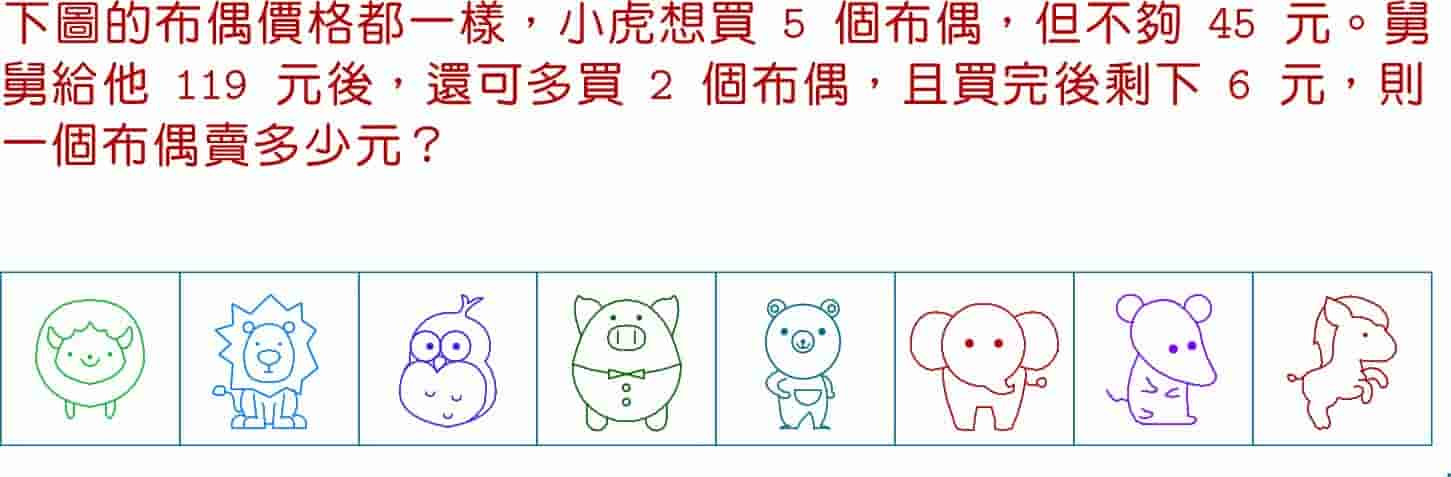 下圖的布偶價格都一樣，小虎想買 5 個布偶，但不夠 45 元。舅
舅給他 119 元後，還可多買 2 個布偶，且買完後剩下 6 元，則
一個布偶賣多少元？